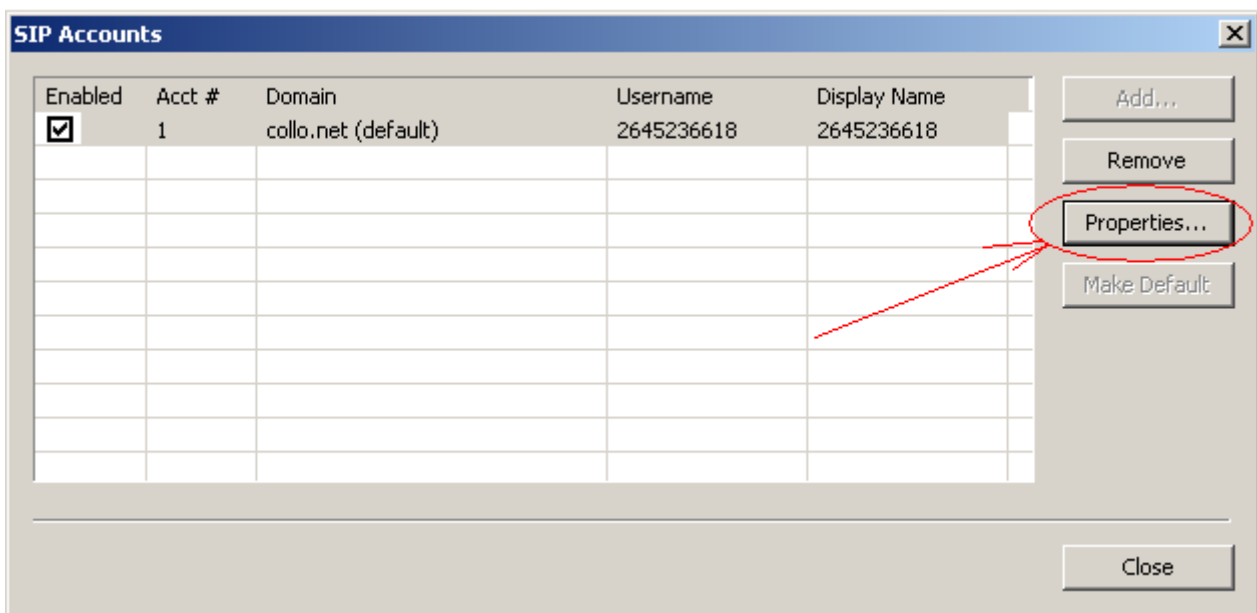 SIP Accounts
Enabled Acct # Domain Username Display Name
1 collo.net (default) 2645236618 2645236618
Add...
Remove
Properties...
Make Default
Close